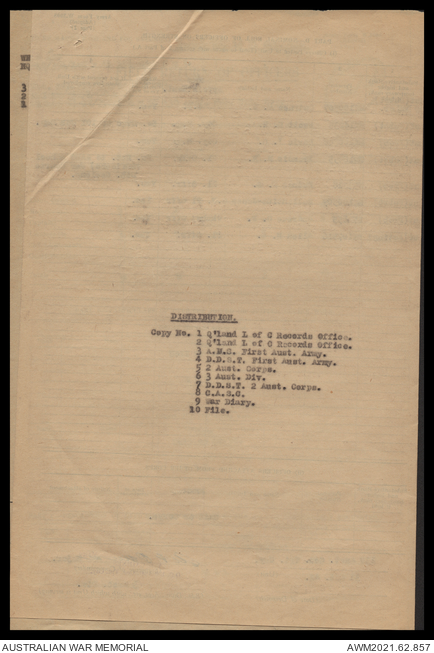 DISTRIBUTION.
Copy No. 1 Q'land L of C Records Office.
2 Q'land L of C Records Office.
3 A.M.S. First Aust. Army.
4 D.D.S.T. First Aust. Army.
5 2 Aust. Corps.
6 3 Aust. Div.
7 D.D.S.T. 2 Aust. Corps.
8 C.A.S.C.
9 War Diary.
10 File.
AUSTRALIAN WAR MEMORIAL
AWM2021.62.857